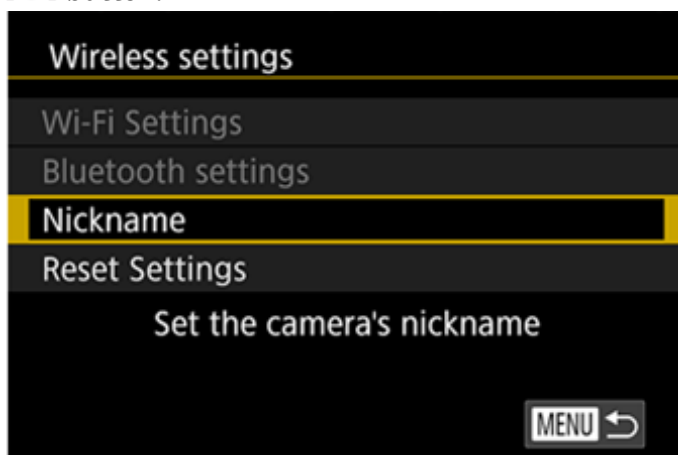 Wireless settings
Wi-Fi Settings
Bluetooth settings
Nickname
Reset Settings
Set the camera's nickname
MENU